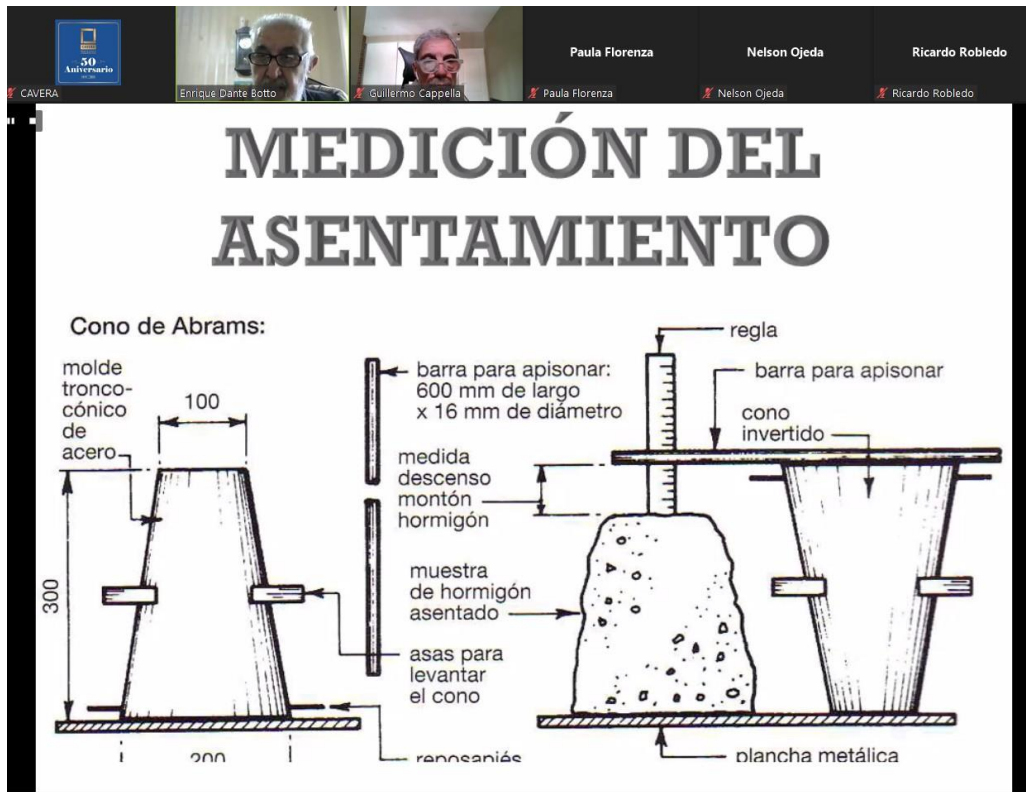 50
Aniversario
CAVERA
Enrique Dante Botto
Guillermo Cappella
Paula Florenza
Paula Florenza
Nelson Ojeda
Nelson Ojeda
Ricardo Robledo
Ricardo Robledo
MEDICIÓN DEL
ASENTAMIENTO
Cono de Abrams:
molde
tronco-
cónico
de
acero
100
300
200
barra para apisonar:
600 mm de largo
x 16 mm de diámetro
medida
descenso
montón
hormigón
muestra
de hormigón
asentado
asas para
levantar
el cono
reposapiés
regla
barra para apisonar
cono
invertido
plancha metálica